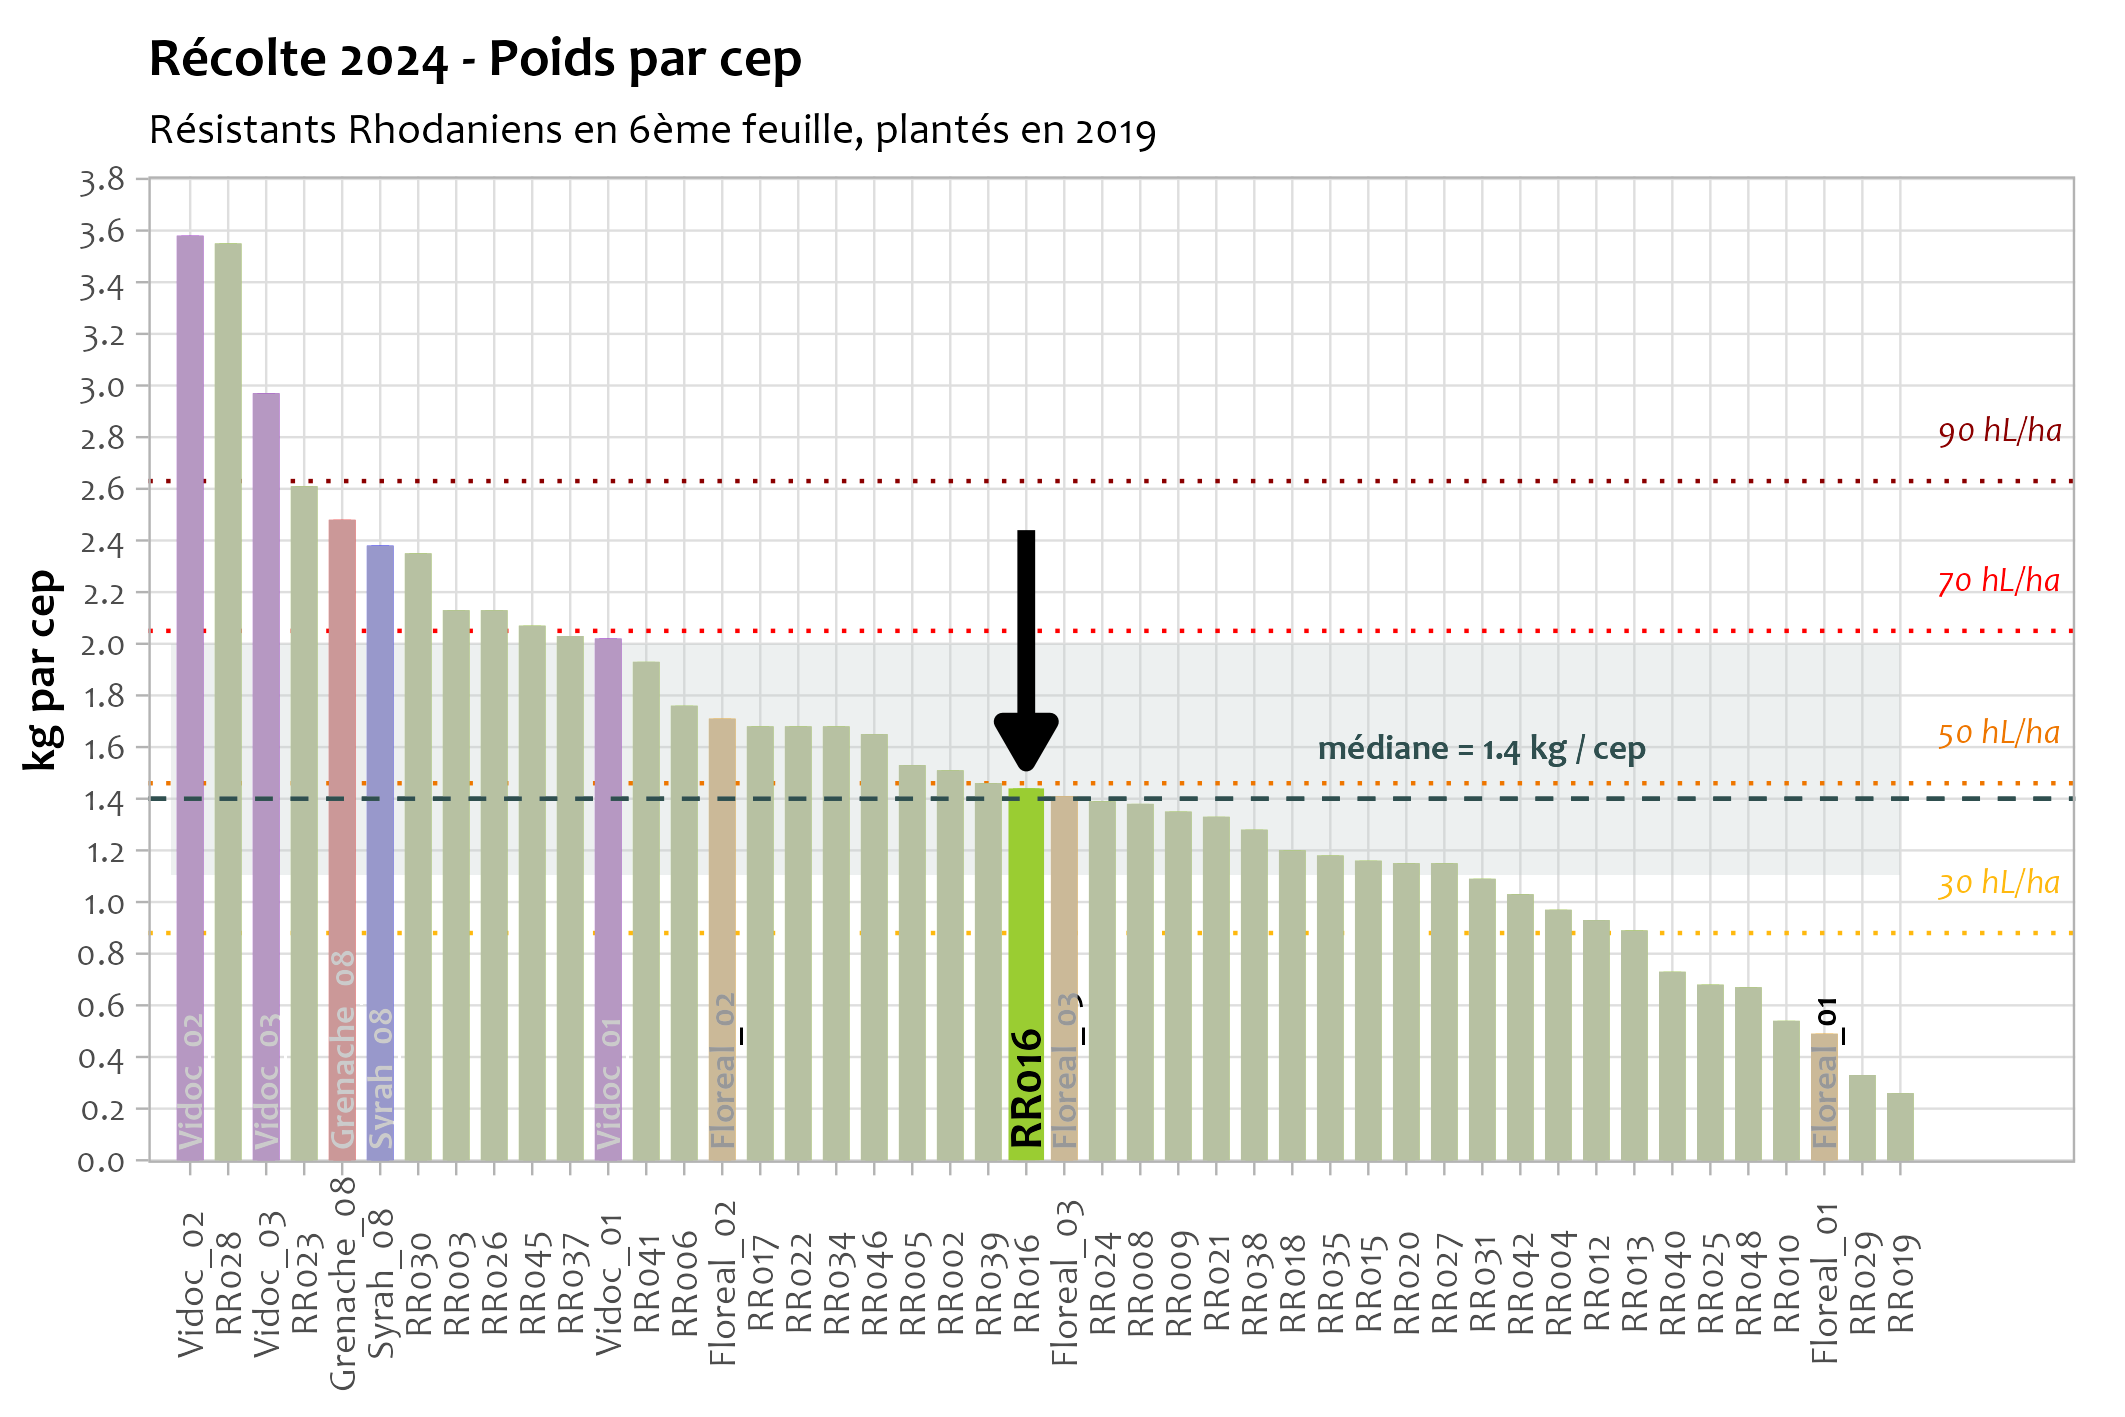 Récolte 2024 - Poids par cep
Résistants Rhodaniens en 6ème feuille, plantés en 2019
kg par cep
3.8
3.6
3.4
3.2
3.0
2.8
2.6
2.4
2.2
2.0
1.8
1.6
1.4
1.2
1.0
0.8
0.6
0.4
0.2
0.0
90 hL/ha
70 hL/ha
50 hL/ha
30 hL/ha
médiane = 1.4 kg / cep
Vidoc_02
Vidoc_03
Grenache_08
Syrah_08
Vidoc_01
Floreal_02
RR016
Floreal_03
Floreal_01
Vidoc_02
RR028
Vidoc_03
RR023
Grenache_08
Syrah_08
RR030
RR003
RR026
RR045
RR037
Vidoc_01
RR041
RR006
Floreal_02
RR017
RR022
RR034
RR046
RR005
RR002
RR039
RR016
Floreal_03
RR024
RR008
RR009
RR021
RR038
RR018
RR035
RR015
RR020
RR027
RR031
RR042
RR004
RR012
RR013
RR040
RR025
RR048
RR010
Floreal_01
RR029
RR019